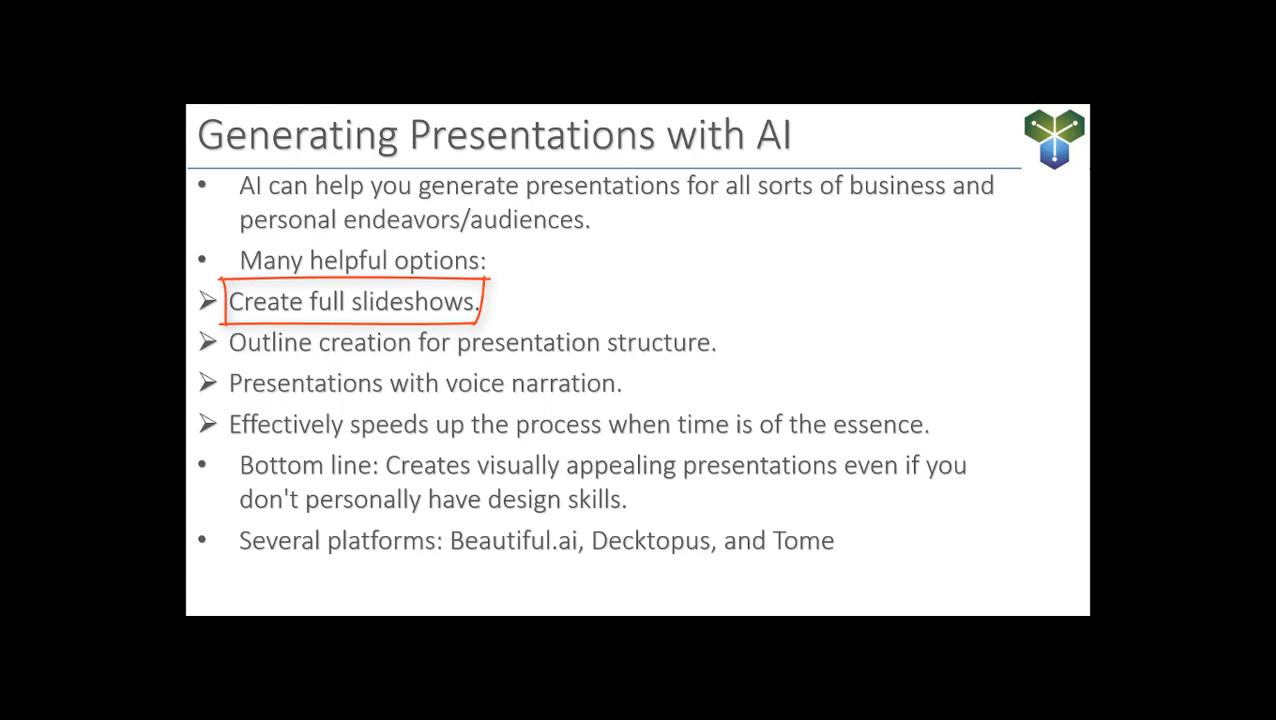 Generating Presentations with AI
• AI can help you generate presentations for all sorts of business and
personal endeavors/audiences.
• Many helpful options:
➢ Create full slideshows.
➢ Outline creation for presentation structure.
➢ Presentations with voice narration.
➢ Effectively speeds up the process when time is of the essence.
• Bottom line: Creates visually appealing presentations even if you
don't personally have design skills.
• Several platforms: Beautiful.ai, Decktopus, and Tome